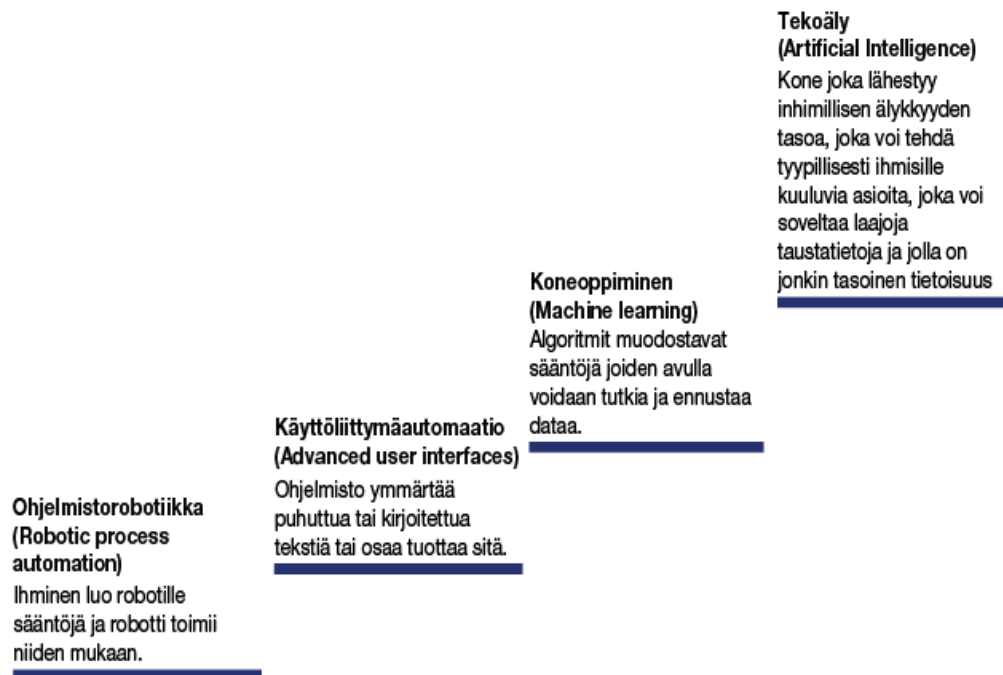 Tekoäly
(Artificial Intelligence)
Kone joka lähestyy
inhimillisen älykkyyden
tasoa, joka voi tehdä
tyypillisesti ihmisille
kuuluvia asioita, joka voi
soveltaa laajoja
taustatietoja ja jolla on
jonkin tasoinen tietoisuus
Koneoppiminen
(Machine learning)
Algoritmit muodostavat
sääntöjä joiden avulla
voidaan tutkia ja ennustaa
dataa.
Käyttöliittymäautomaatio
(Advanced user interfaces)
Ohjelmisto ymmärtää
puhuttua tai kirjoitettua
tekstiä tai osaa tuottaa sitä.
Ohjelmistorobotiikka
(Robotic process
automation)
Ihminen luo robotille
sääntöjä ja robotti toimii
niiden mukaan.